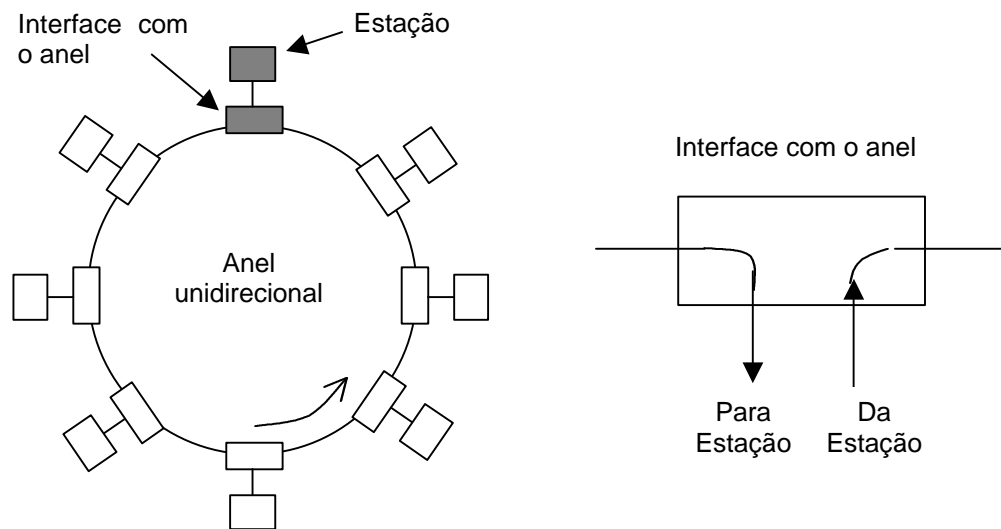 Interface com
o anel
Estação
Anel
unidirecional
Interface com o anel
Para
Estação
Da
Estação